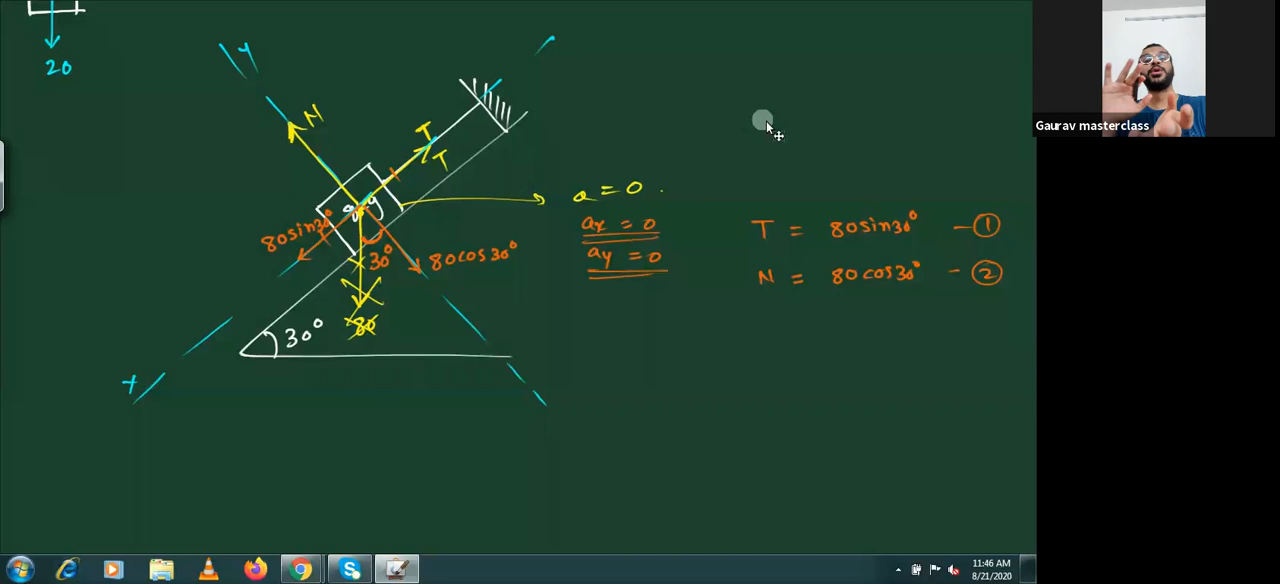 20
y
N
T
T
8kg
a = 0
80sin30°
ax = 0
T = 80sin30° - ①
30°
80cos30°
ay = 0
N = 80cos30° - ②
80
30°
x
Gaurav masterclass
11:46 AM
8/21/2020